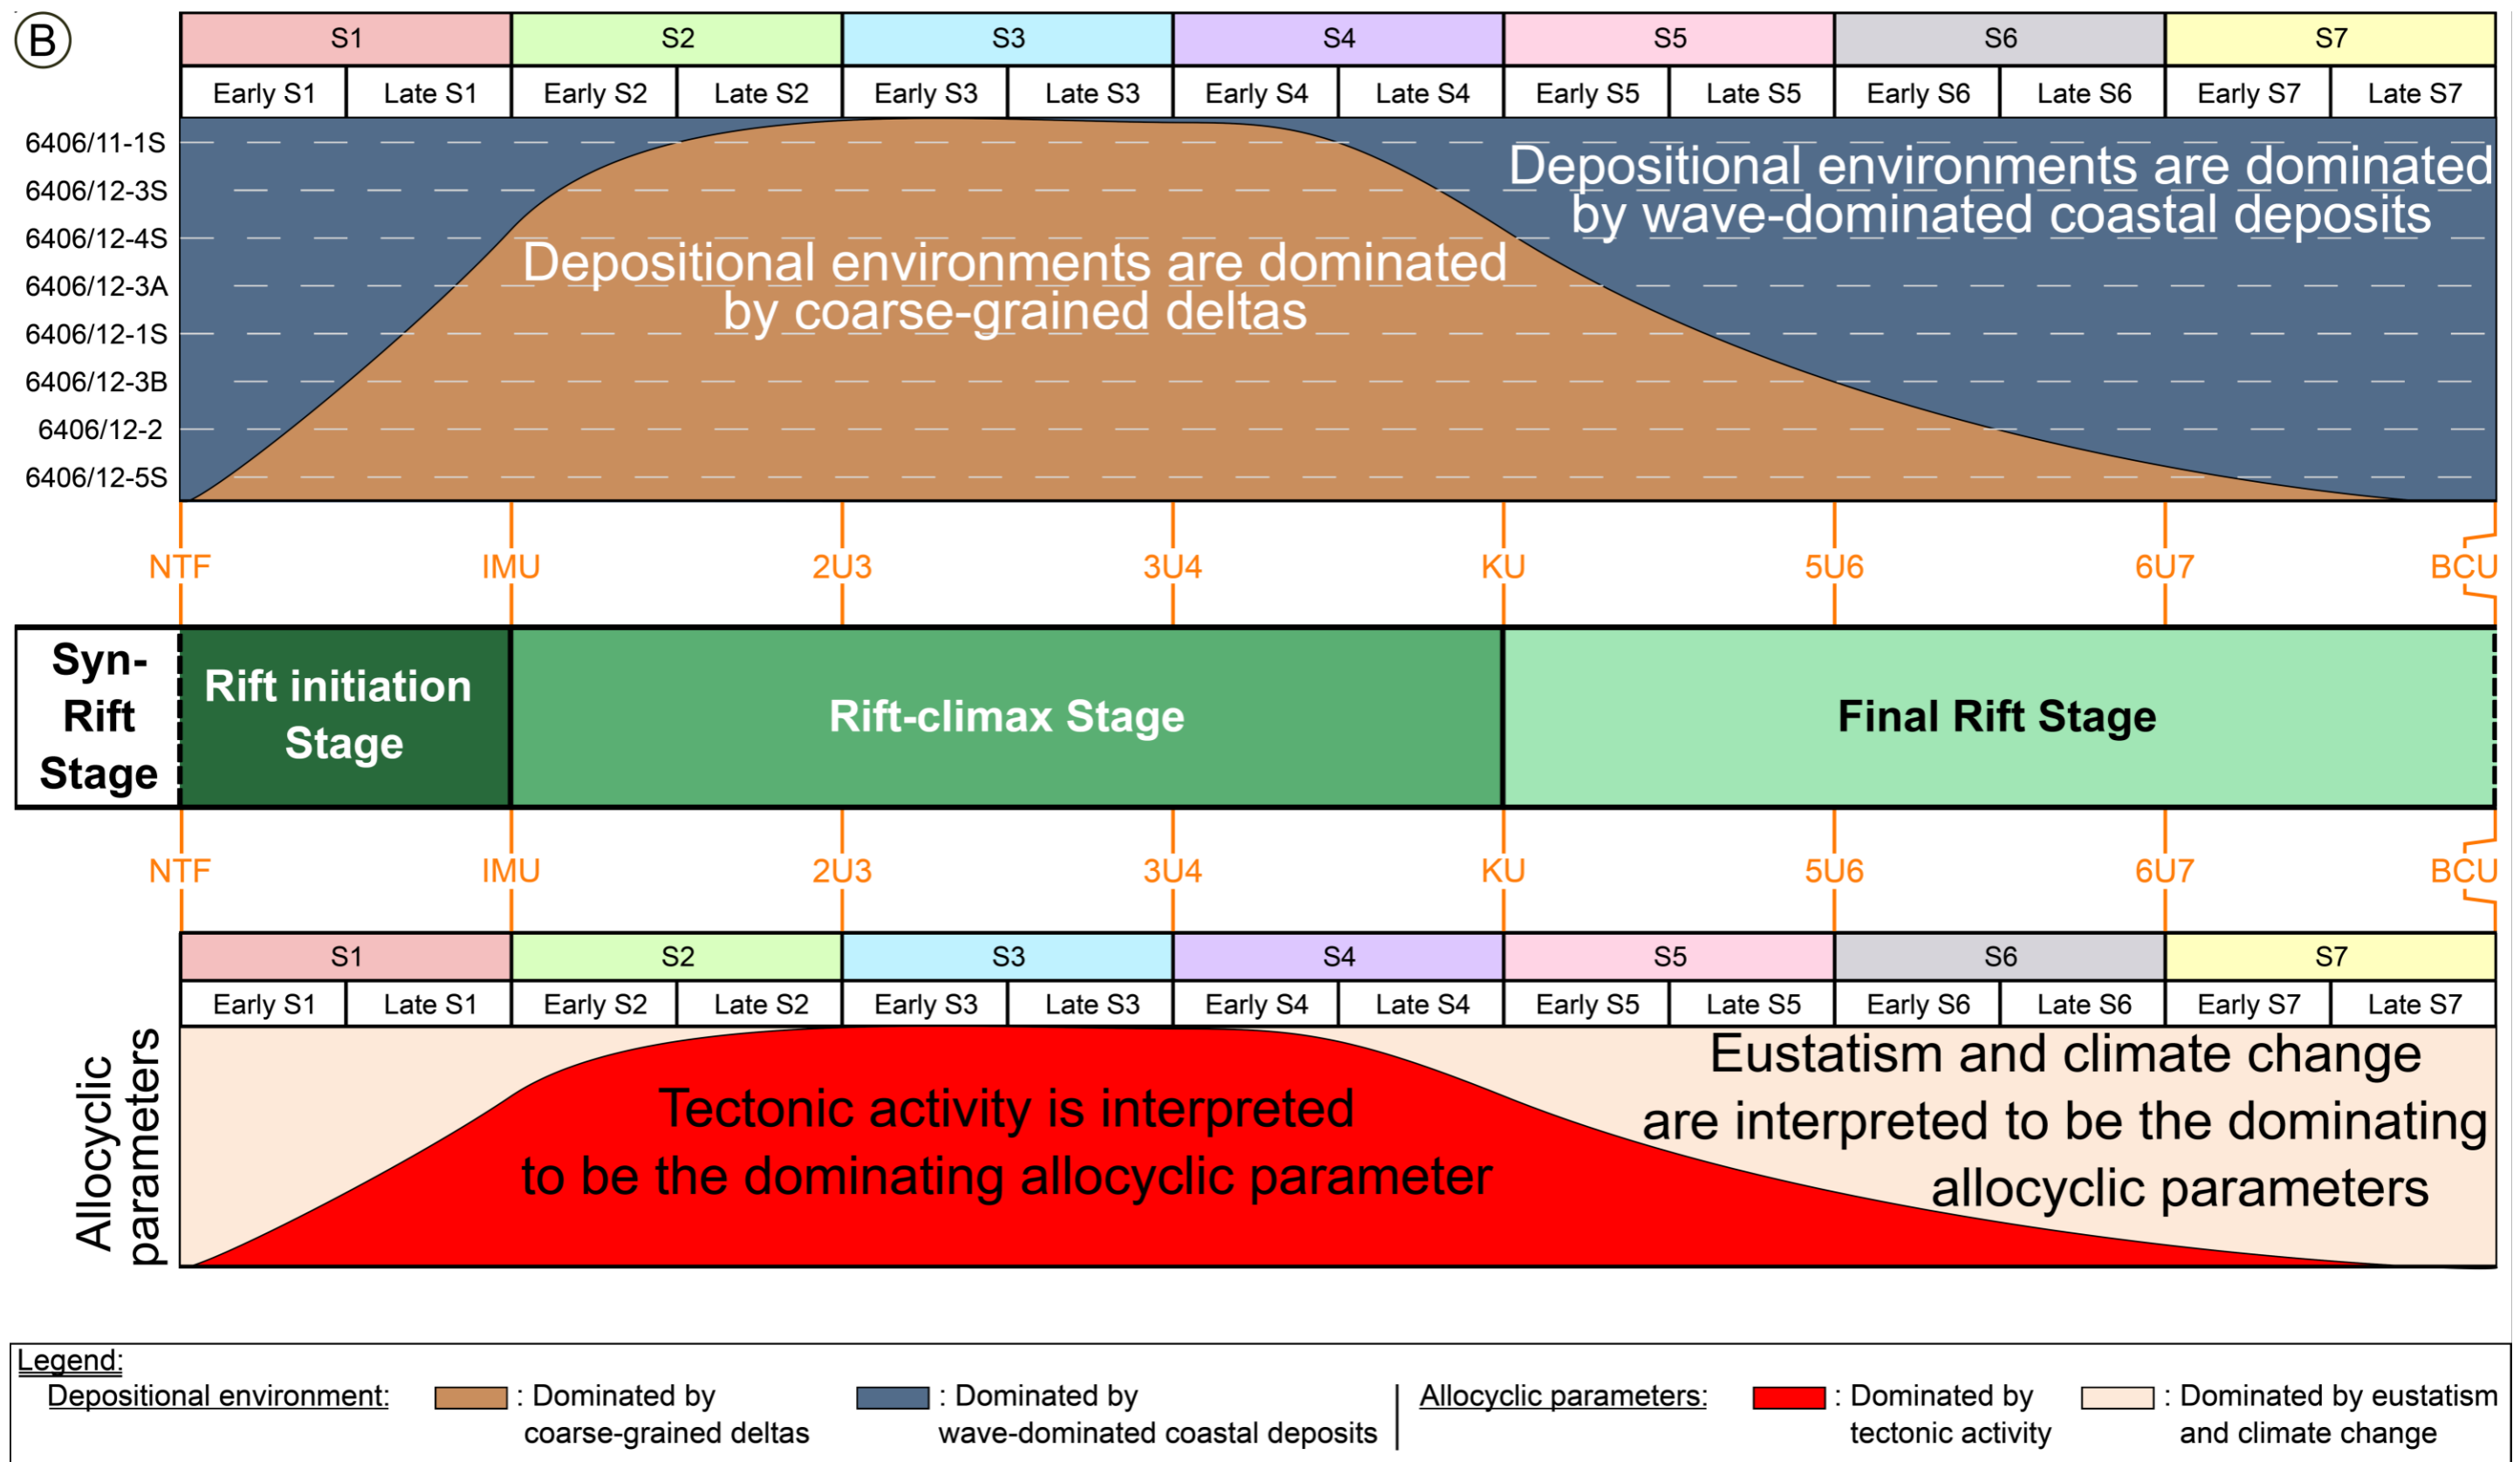 B
S1 S2 S3 S4 S5 S6 S7
Early S1 Late S1 Early S2 Late S2 Early S3 Late S3 Early S4 Late S4 Early S5 Late S5 Early S6 Late S6 Early S7 Late S7
6406/11-1S
6406/12-3S
6406/12-4S
6406/12-3A
6406/12-1S
6406/12-3B
6406/12-2
6406/12-5S
Depositional environments are dominated
by coarse-grained deltas
Depositional environments are dominated
by wave-dominated coastal deposits
NTF IMU 2U3 3U4 KU 5U6 6U7 BCU
Syn-
Rift
Stage
Rift initiation
Stage
Rift-climax Stage
Final Rift Stage
NTF IMU 2U3 3U4 KU 5U6 6U7 BCU
S1 S2 S3 S4 S5 S6 S7
Early S1 Late S1 Early S2 Late S2 Early S3 Late S3 Early S4 Late S4 Early S5 Late S5 Early S6 Late S6 Early S7 Late S7
Allocyclic
parameters
Tectonic activity is interpreted
to be the dominating allocyclic parameter
Eustatism and climate change
are interpreted to be the dominating
allocyclic parameters
Legend:
Depositional environment:
: Dominated by
coarse-grained deltas
: Dominated by
wave-dominated coastal deposits
Allocyclic parameters:
: Dominated by
tectonic activity
: Dominated by eustatism
and climate change